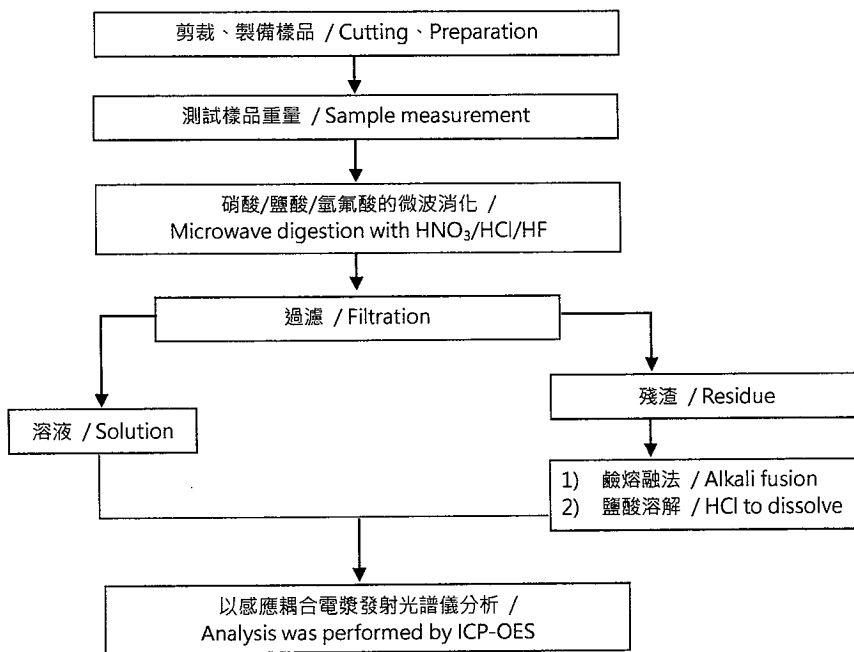 剪裁、製備樣品 / Cutting、Preparation
測試樣品重量 / Sample measurement
硝酸/鹽酸/氫氟酸的微波消化 /
Microwave digestion with HNO₃/HCl/HF
過濾 / Filtration
溶液 / Solution
殘渣 / Residue
1) 鹼熔融法 / Alkali fusion
2) 鹽酸溶解 / HCl to dissolve
以感應耦合電漿發射光譜儀分析 /
Analysis was performed by ICP-OES